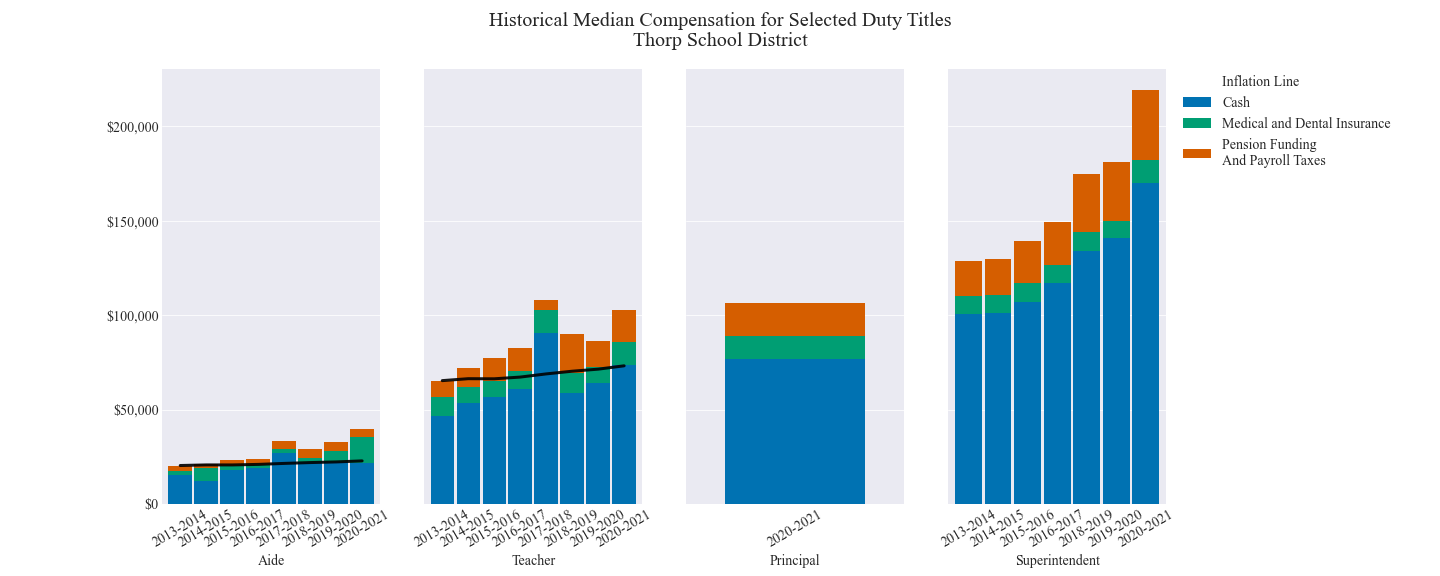 Historical Median Compensation for Selected Duty Titles
Thorp School District
Inflation Line
Cash
Medical and Dental Insurance
Pension Funding
And Payroll Taxes
$200,000
$150,000
$100,000
$50,000
$0
2013-2014
2014-2015
2015-2016
2016-2017
2017-2018
2018-2019
2019-2020
2020-2021
Aide
2013-2014
2014-2015
2015-2016
2016-2017
2017-2018
2018-2019
2019-2020
2020-2021
Teacher
2020-2021
Principal
2013-2014
2014-2015
2015-2016
2016-2017
2018-2019
2019-2020
2020-2021
Superintendent